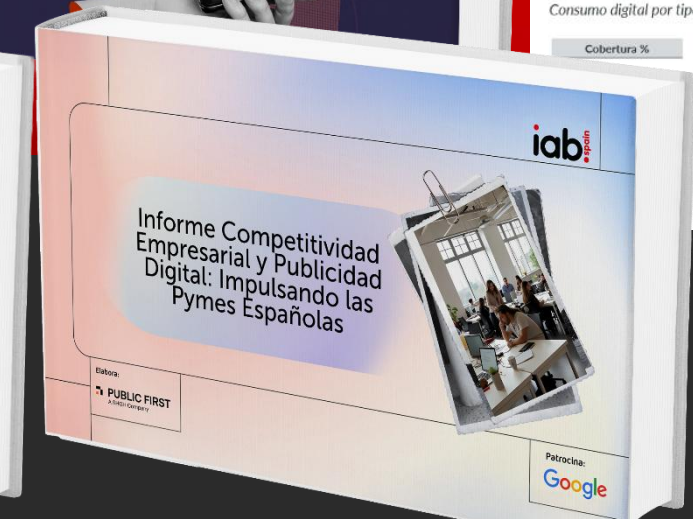 Consumo digital por tipo
Cobertura %
iab
spain
Informe Competitividad
Empresarial y Publicidad
Digital: Impulsando las
Pymes Españolas
Elabora:
PUBLIC FIRST
Patrocina:
Google